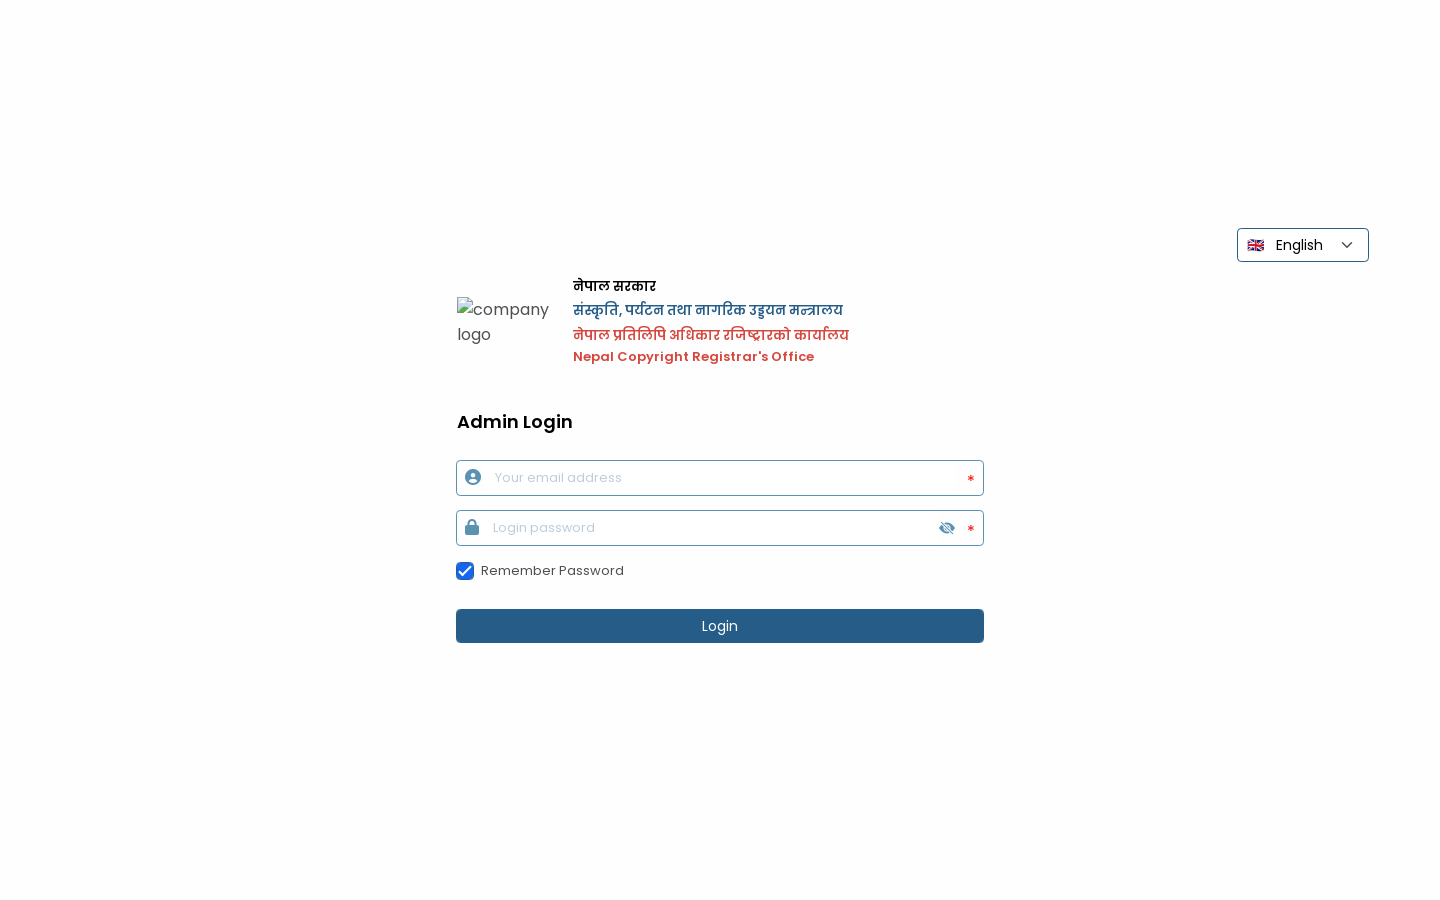 🇬🇧 English
नेपाल सरकार
संस्कृति, पर्यटन तथा नागरिक उड्डयन मन्त्रालय
नेपाल प्रतिलिपि अधिकार रजिष्ट्रारको कार्यालय
Nepal Copyright Registrar's Office
company
logo
Admin Login
Your email address *
Login password *
Remember Password
Login